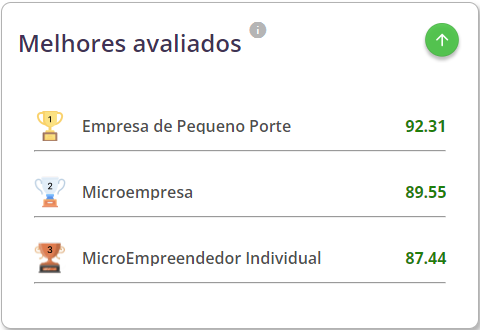 Melhores avaliados i
1 Empresa de Pequeno Porte 92.31
2 Microempresa 89.55
3 MicroEmpreendedor Individual 87.44